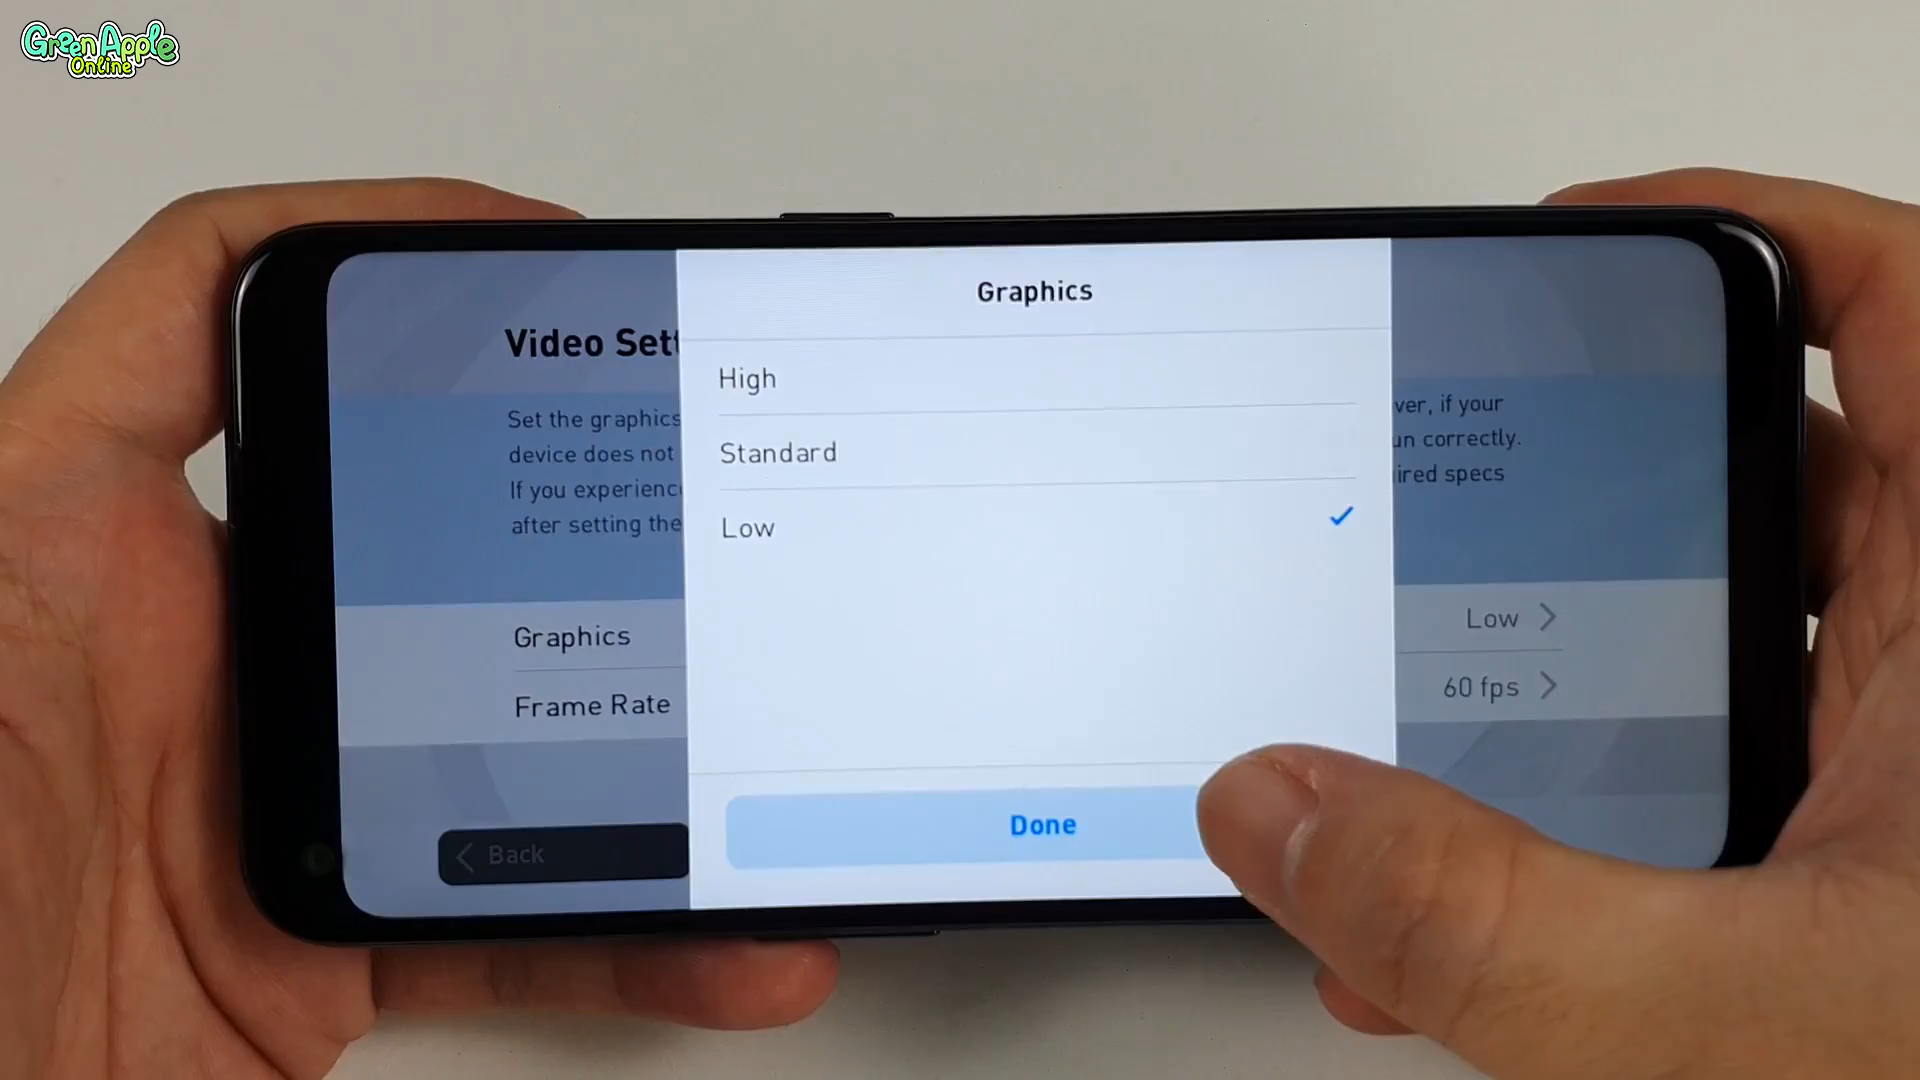 Green Apple
Online
Graphics
Video Sett
High
Set the graphics
ver, if your
device does not
un correctly.
Standard
If you experienc
ired specs
after setting the
Low
Graphics
Low
Frame Rate
60 fps
Done
Back